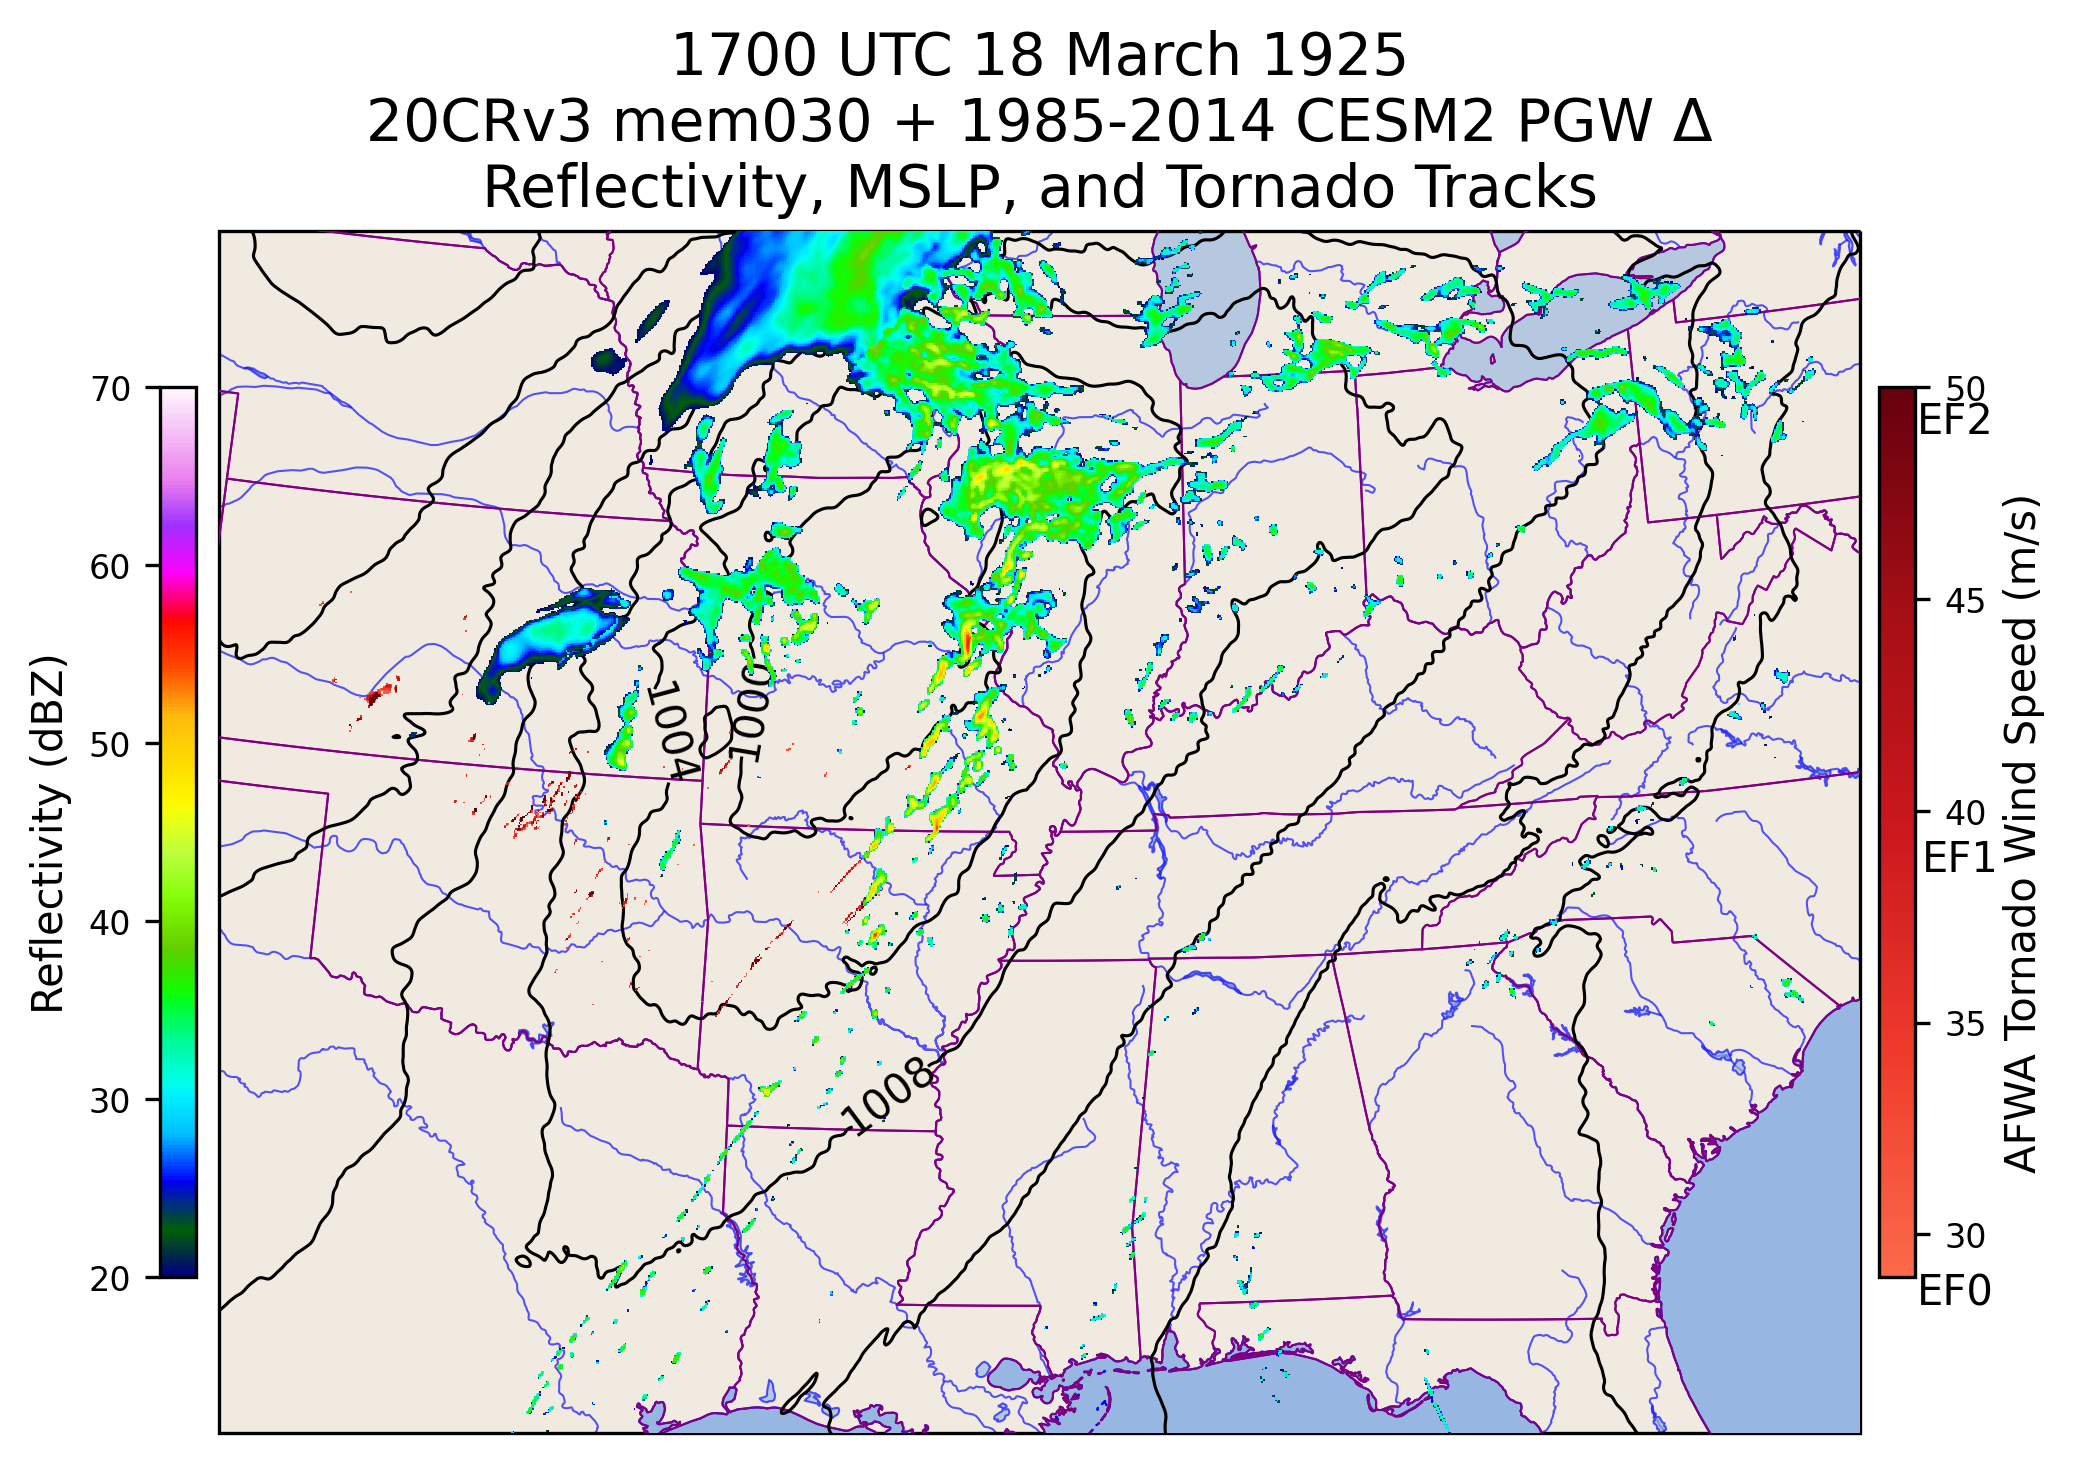 1700 UTC 18 March 1925
20CRv3 mem030 + 1985-2014 CESM2 PGW Δ
Reflectivity, MSLP, and Tornado Tracks
70
60
50
40
30
20
Reflectivity (dBZ)
1004
1000
1008
50
EF2
45
40
EF1
35
30
EF0
AFWA Tornado Wind Speed (m/s)